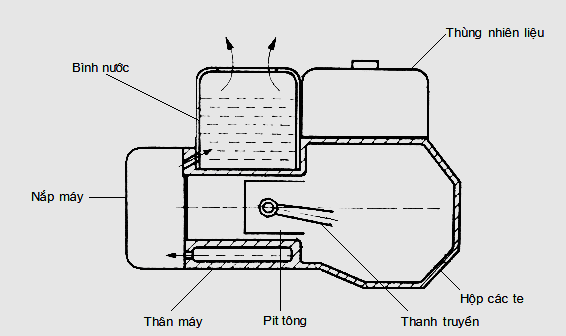 Thùng nhiên liệu
Bình nước
Nắp máy
Hộp các te
Thân máy
Pit tông
Thanh truyền